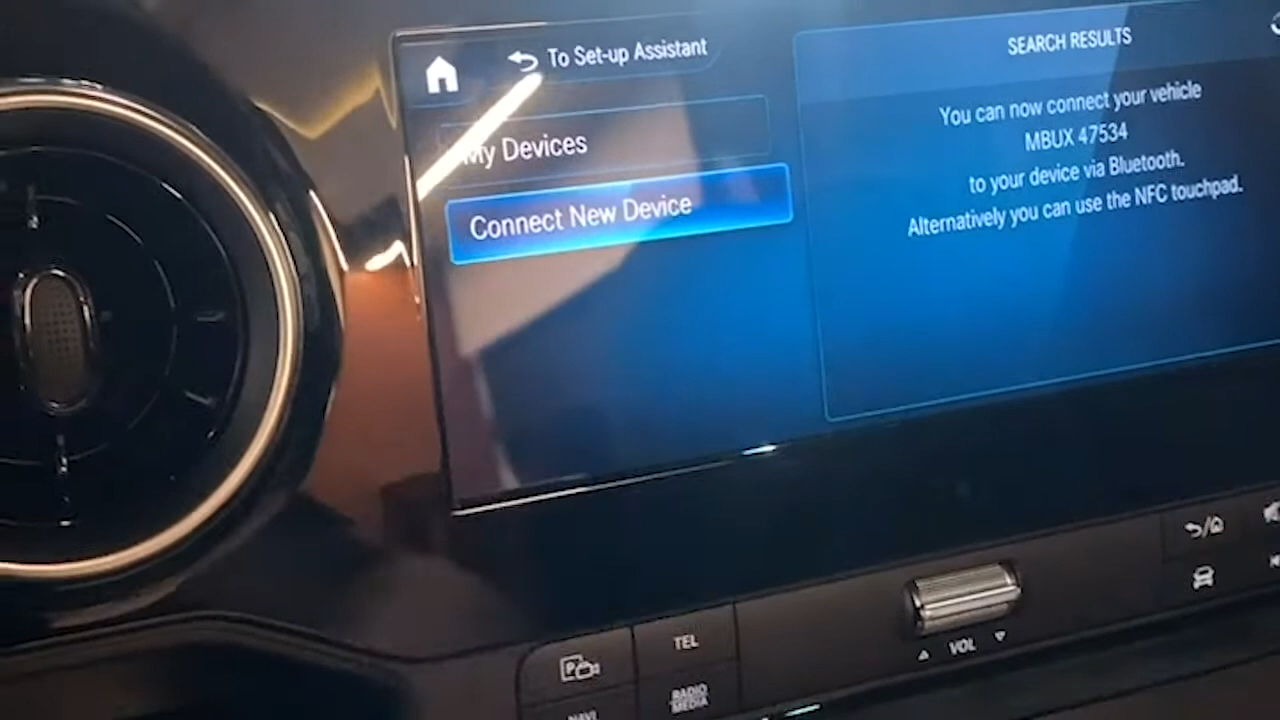 To Set-up Assistant
My Devices
Connect New Device
SEARCH RESULTS
You can now connect your vehicle
MBUX 47534
to your device via Bluetooth.
Alternatively you can use the NFC touchpad.
P
TEL
NAVI
RADIO
MEDIA
VOL